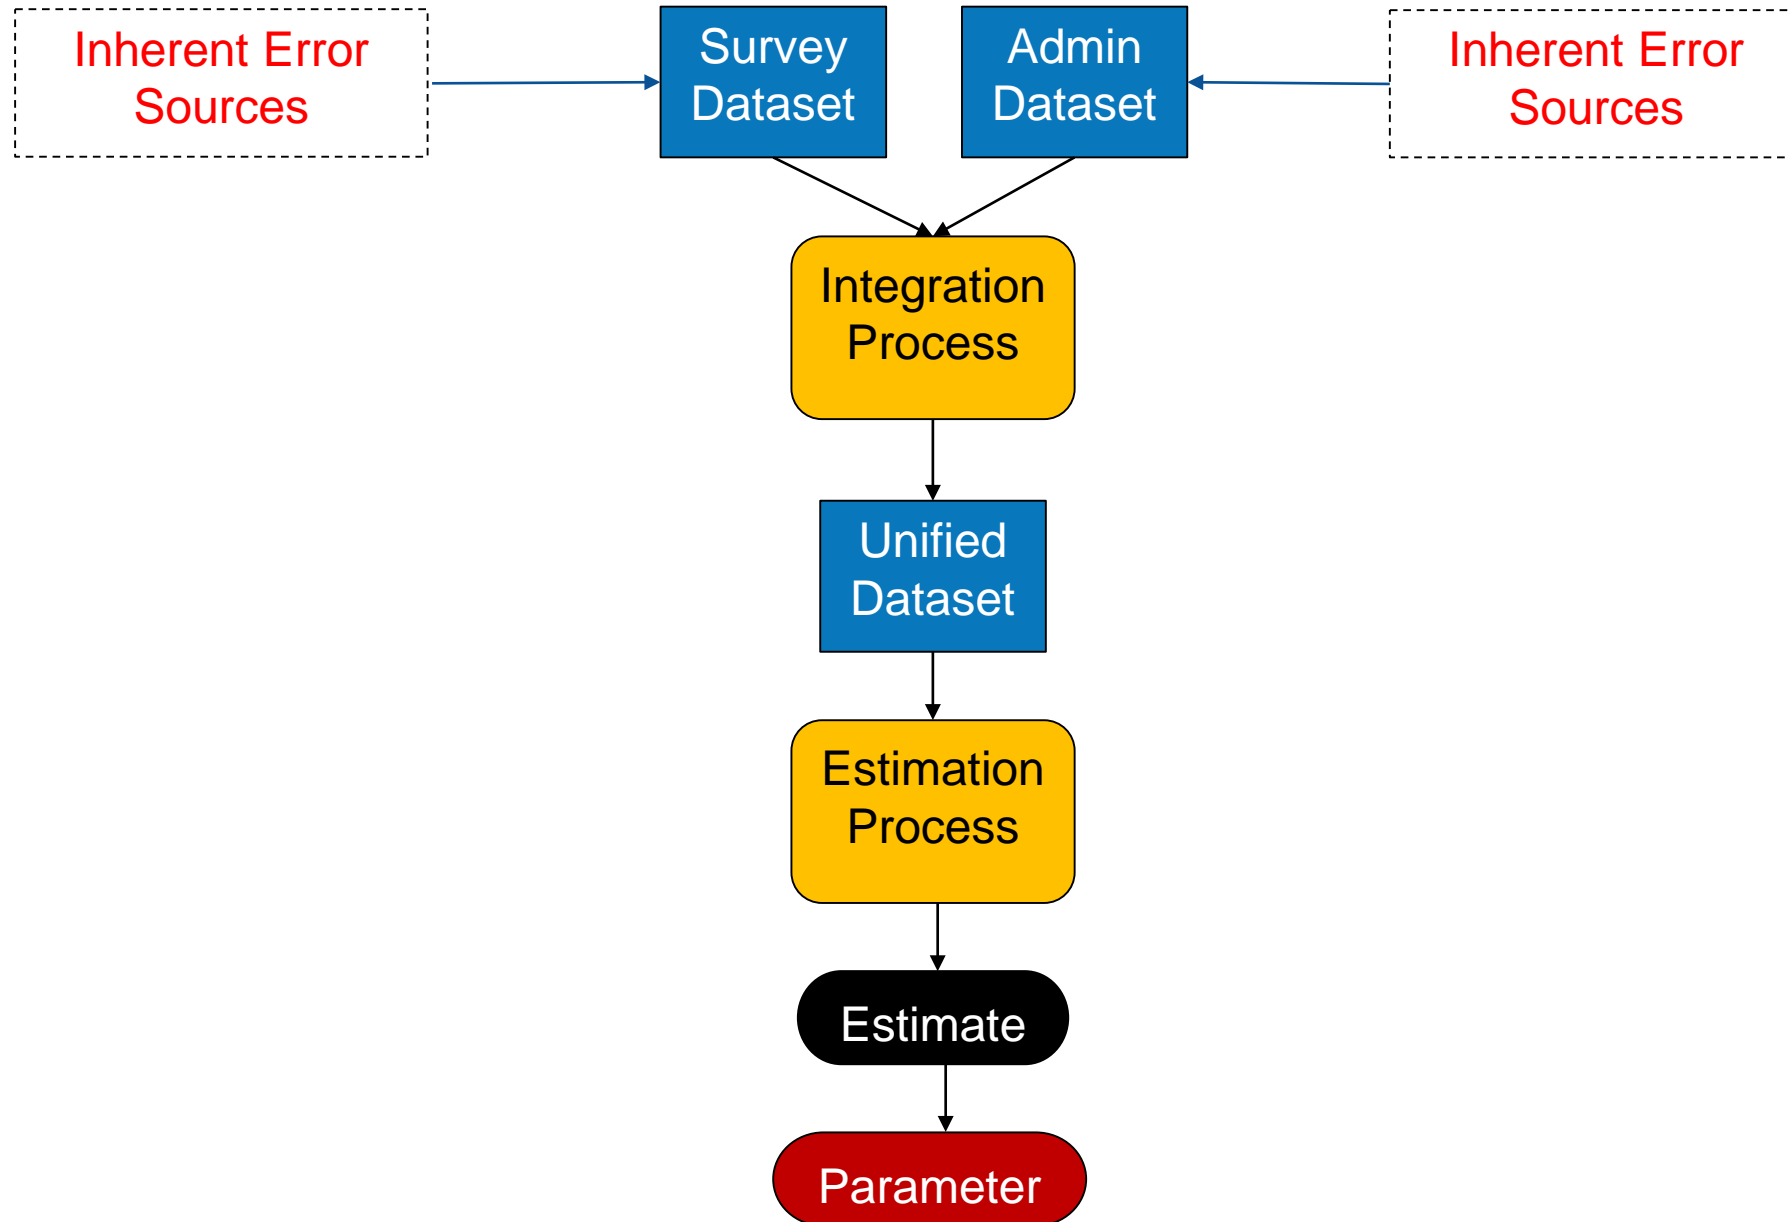 Inherent Error
Sources
Survey
Dataset
Admin
Dataset
Inherent Error
Sources
Integration
Process
Unified
Dataset
Estimation
Process
Estimate
Parameter